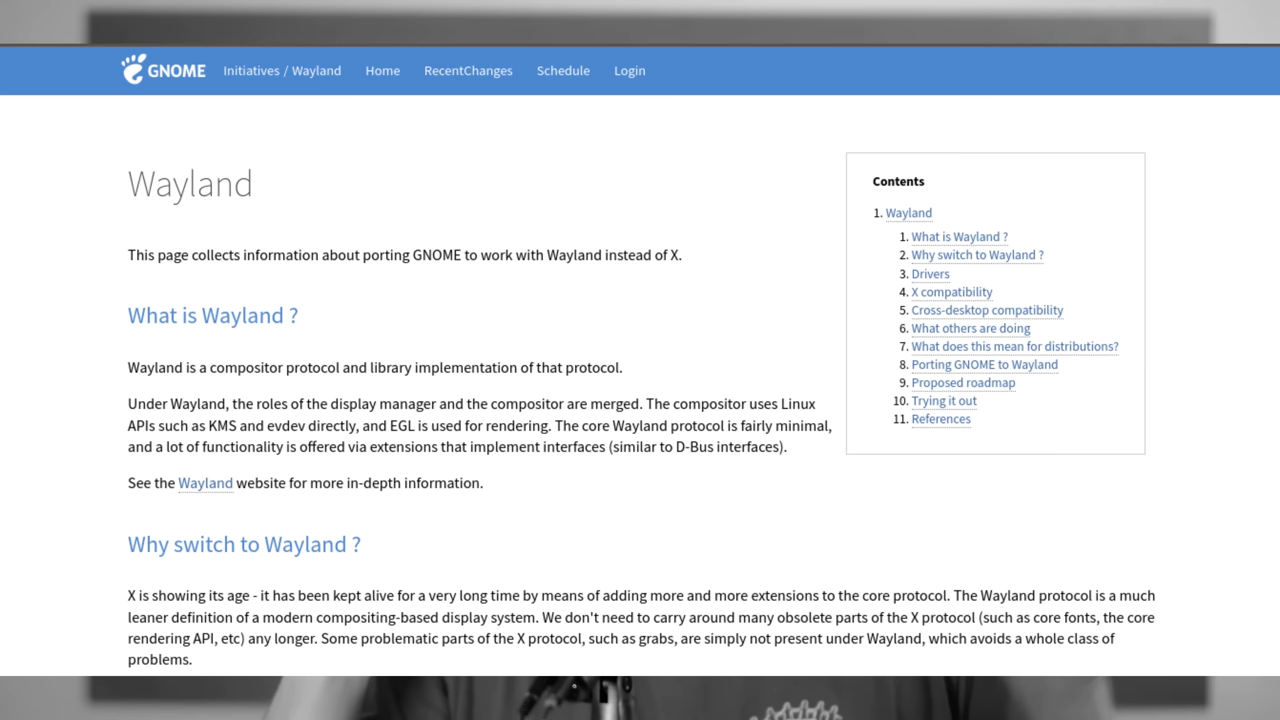 GNOME Initiatives / Wayland Home RecentChanges Schedule Login
Wayland
This page collects information about porting GNOME to work with Wayland instead of X.
What is Wayland ?
Wayland is a compositor protocol and library implementation of that protocol.
Under Wayland, the roles of the display manager and the compositor are merged. The compositor uses Linux
APIs such as KMS and evdev directly, and EGL is used for rendering. The core Wayland protocol is fairly minimal,
and a lot of functionality is offered via extensions that implement interfaces (similar to D-Bus interfaces).
See the Wayland website for more in-depth information.
Contents
1. Wayland
1. What is Wayland ?
2. Why switch to Wayland ?
3. Drivers
4. X compatibility
5. Cross-desktop compatibility
6. What others are doing
7. What does this mean for distributions?
8. Porting GNOME to Wayland
9. Proposed roadmap
10. Trying it out
11. References
Why switch to Wayland ?
X is showing its age - it has been kept alive for a very long time by means of adding more and more extensions to the core protocol. The Wayland protocol is a much
leaner definition of a modern compositing-based display system. We don't need to carry around many obsolete parts of the X protocol (such as core fonts, the core
rendering API, etc) any longer. Some problematic parts of the X protocol, such as grabs, are simply not present under Wayland, which avoids a whole class of
problems.